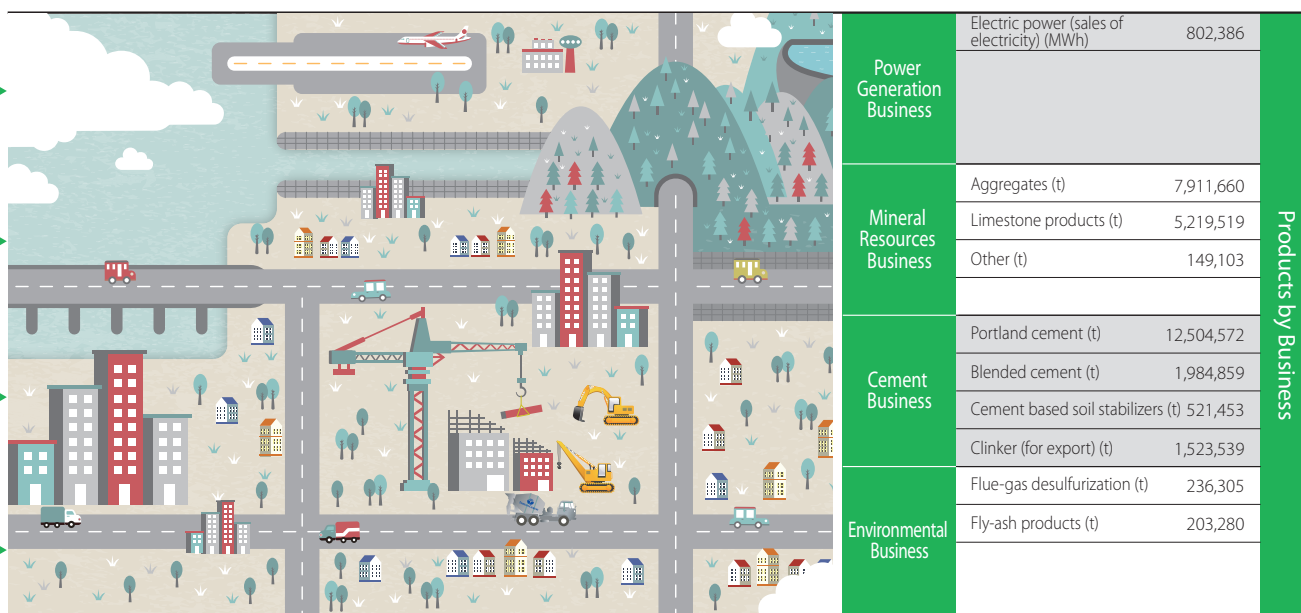 Power
Generation
Business
Electric power (sales of
electricity) (MWh) 802,386
Mineral
Resources
Business
Aggregates (t) 7,911,660
Limestone products (t) 5,219,519
Other (t) 149,103
Cement
Business
Portland cement (t) 12,504,572
Blended cement (t) 1,984,859
Cement based soil stabilizers (t) 521,453
Clinker (for export) (t) 1,523,539
Environmental
Business
Flue-gas desulfurization (t) 236,305
Fly-ash products (t) 203,280
Products by Business